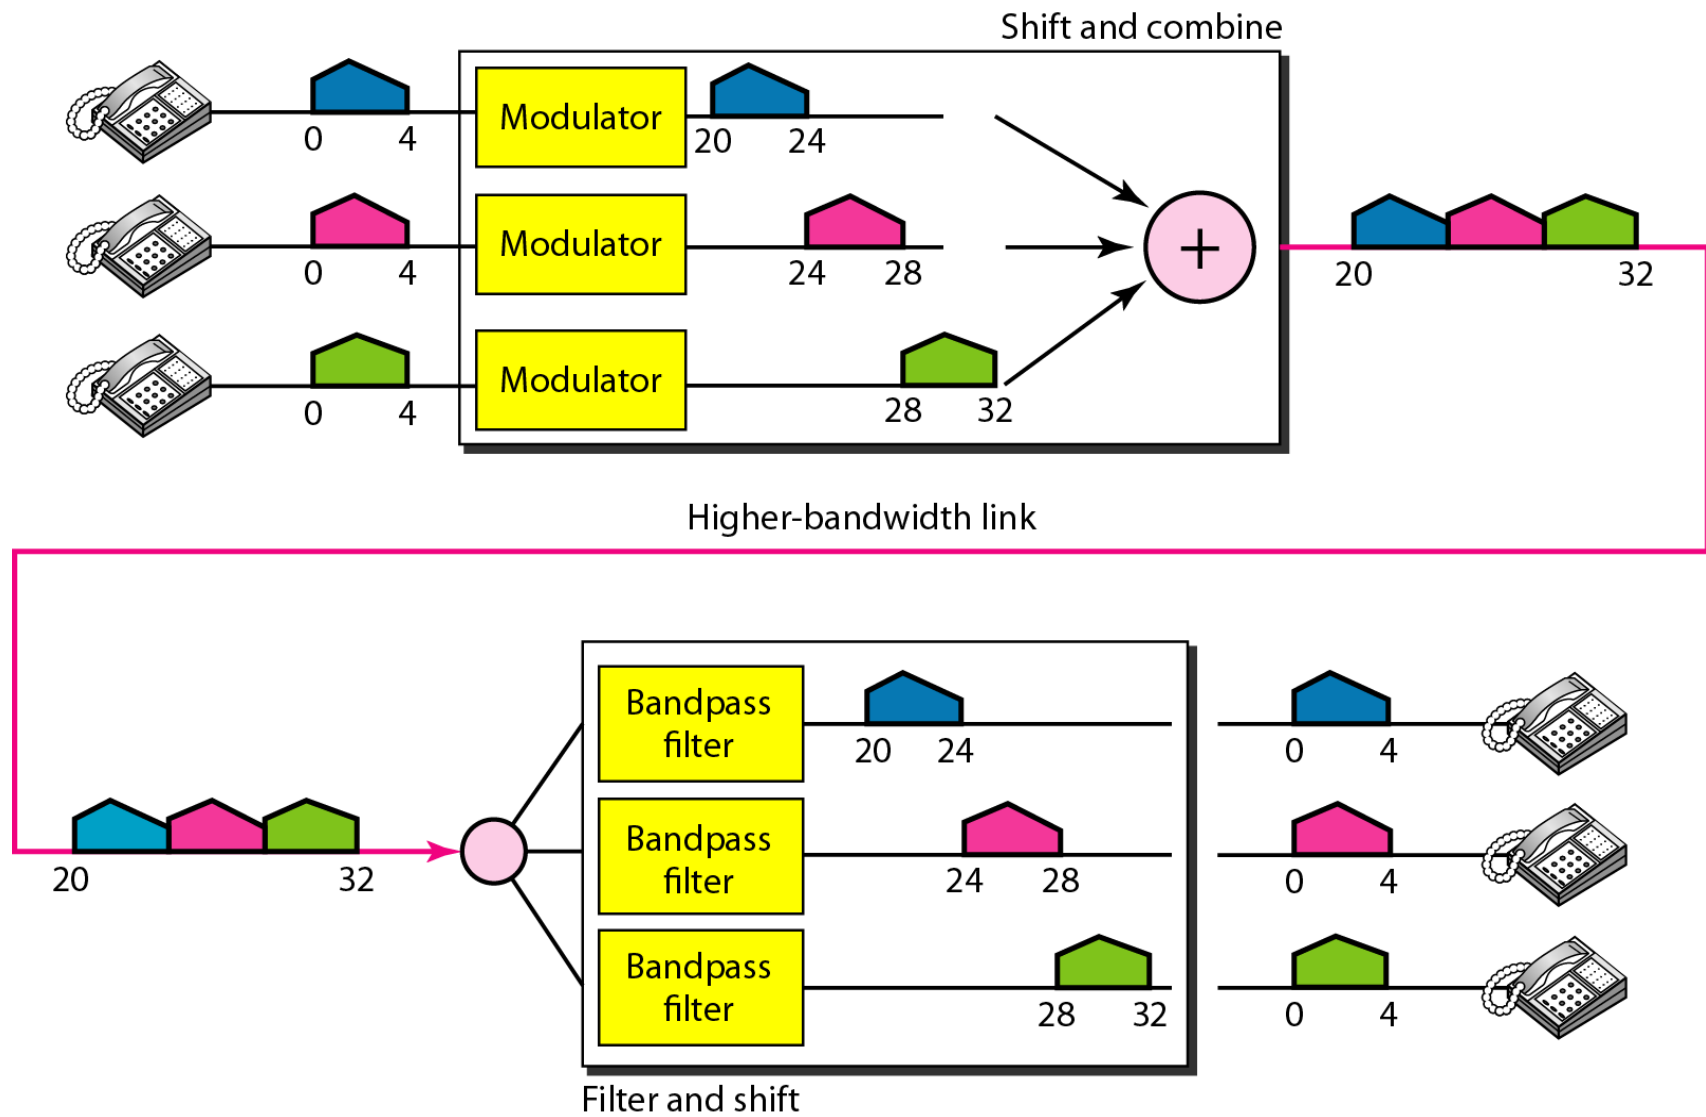 Shift and combine
Modulator
0 4
20 24
Modulator
0 4
24 28
+
20 32
Modulator
0 4
28 32
Higher-bandwidth link
Bandpass
filter
20 24
0 4
20 32
Bandpass
filter
24 28
0 4
Bandpass
filter
28 32
0 4
Filter and shift